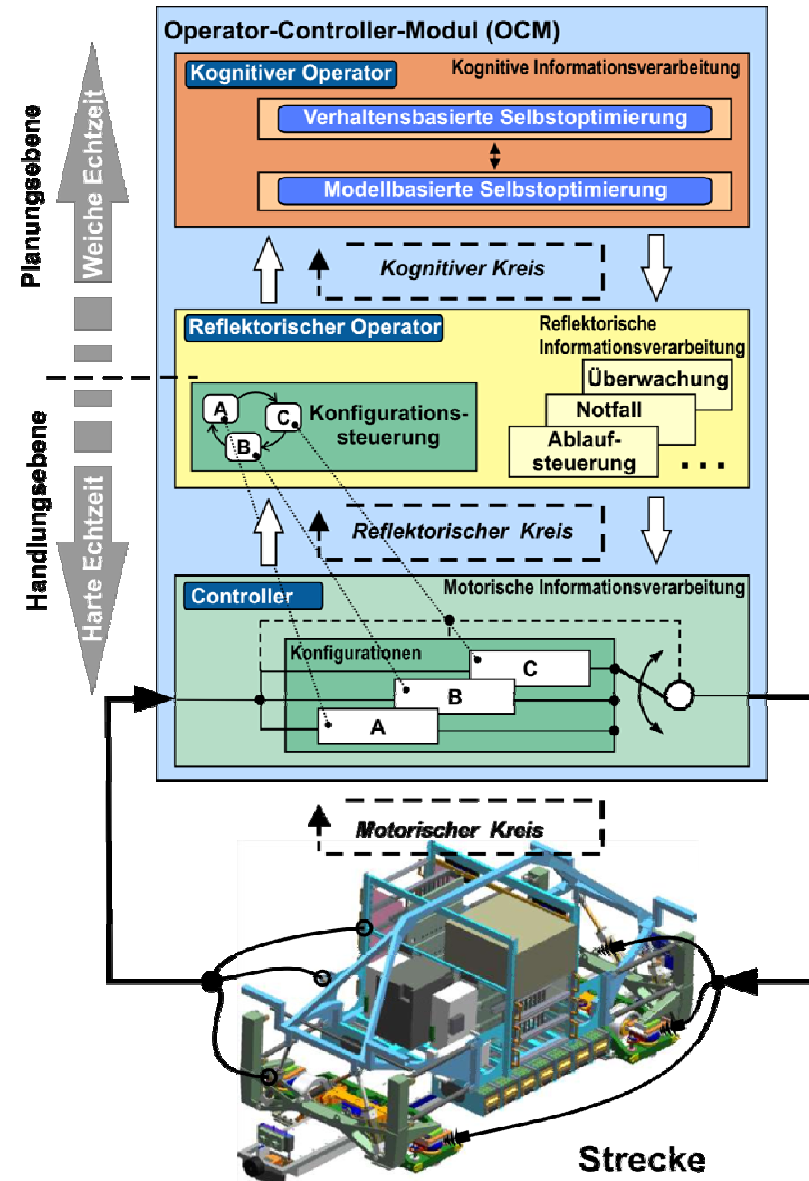 Operator-Controller-Modul (OCM)
Kognitiver Operator
Kognitive Informationsverarbeitung
Verhaltensbasierte Selbstoptimierung
Modellbasierte Selbstoptimierung
Planungsebene
Weiche Echtzeit
Kognitiver Kreis
Reflektorischer Operator
Reflektorische
Informationsverarbeitung
A
C
B
Konfigurations-
steuerung
Überwachung
Notfall
Ablauf-
steuerung
...
Handlungsebene
Harte Echtzeit
Reflektorischer Kreis
Controller
Motorische Informationsverarbeitung
Konfigurationen
C
B
A
Motorischer Kreis
Strecke